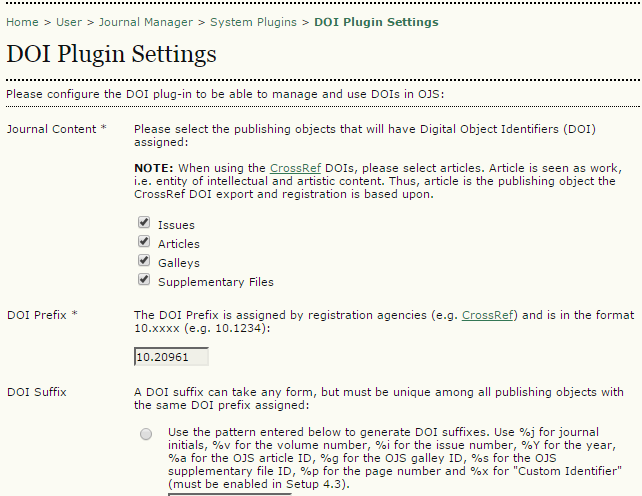 Home > User > Journal Manager > System Plugins > DOI Plugin Settings
DOI Plugin Settings
Please configure the DOI plug-in to be able to manage and use DOIs in OJS:
Journal Content *
Please select the publishing objects that will have Digital Object Identifiers (DOI)
assigned:
NOTE: When using the CrossRef DOIs, please select articles. Article is seen as work,
i.e. entity of intellectual and artistic content. Thus, article is the publishing object the
CrossRef DOI export and registration is based upon.
Issues
Articles
Galleys
Supplementary Files
DOI Prefix *
The DOI Prefix is assigned by registration agencies (e.g. CrossRef) and is in the format
10.xxxx (e.g. 10.1234):
10.20961
DOI Suffix
A DOI suffix can take any form, but must be unique among all publishing objects with
the same DOI prefix assigned:
Use the pattern entered below to generate DOI suffixes. Use %j for journal
initials, %v for the volume number, %i for the issue number, %Y for the year,
%a for the OJS article ID, %g for the OJS galley ID, %s for the OJS
supplementary file ID, %p for the page number and %x for "Custom Identifier"
(must be enabled in Setup 4.3).